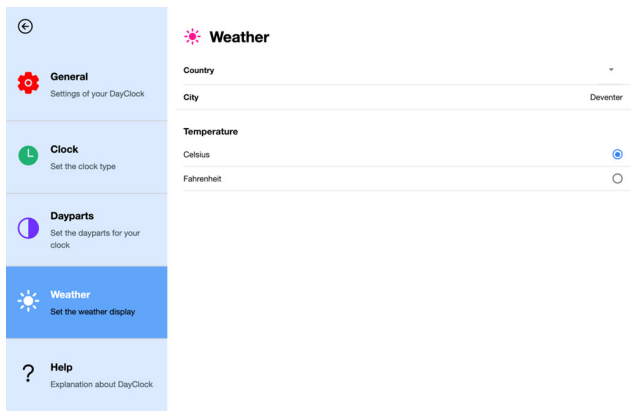 General
Settings of your DayClock
Clock
Set the clock type
Dayparts
Set the dayparts for your
clock
Weather
Set the weather display
?
Help
Explanation about DayClock
Weather
Country
City Deventer
Temperature
Celsius
Fahrenheit